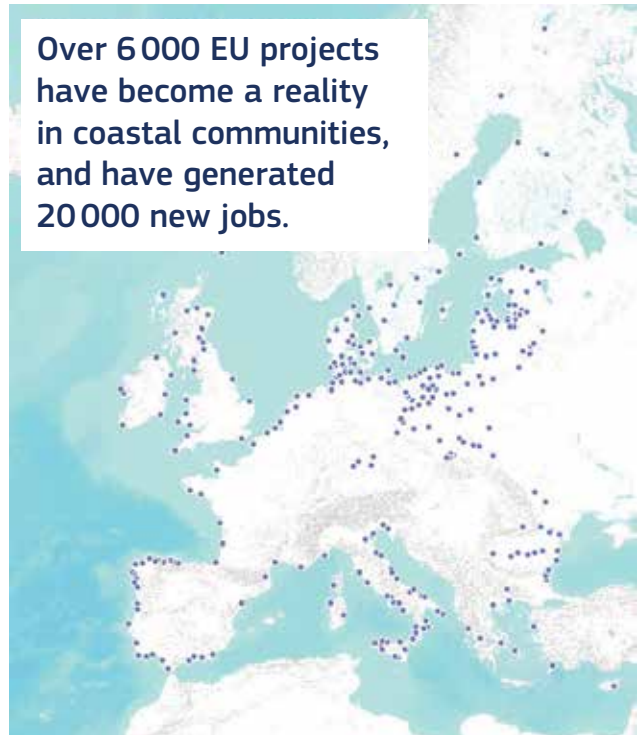 Over 6 000 EU projects
have become a reality
in coastal communities,
and have generated
20 000 new jobs.